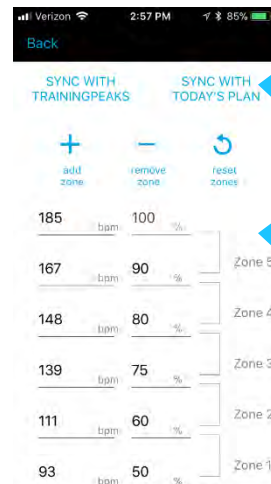 Verizon 2:57 PM 85%
Back
SYNC WITH SYNC WITH
TRAININGPEAKS TODAY'S PLAN
add remove reset
zone zone zones
185 bpm 100 %
Zone 5
167 bpm 90 %
Zone 4
148 bpm 80 %
Zone 3
139 bpm 75 %
Zone 2
111 bpm 60 %
Zone 1
93 bpm 50 %